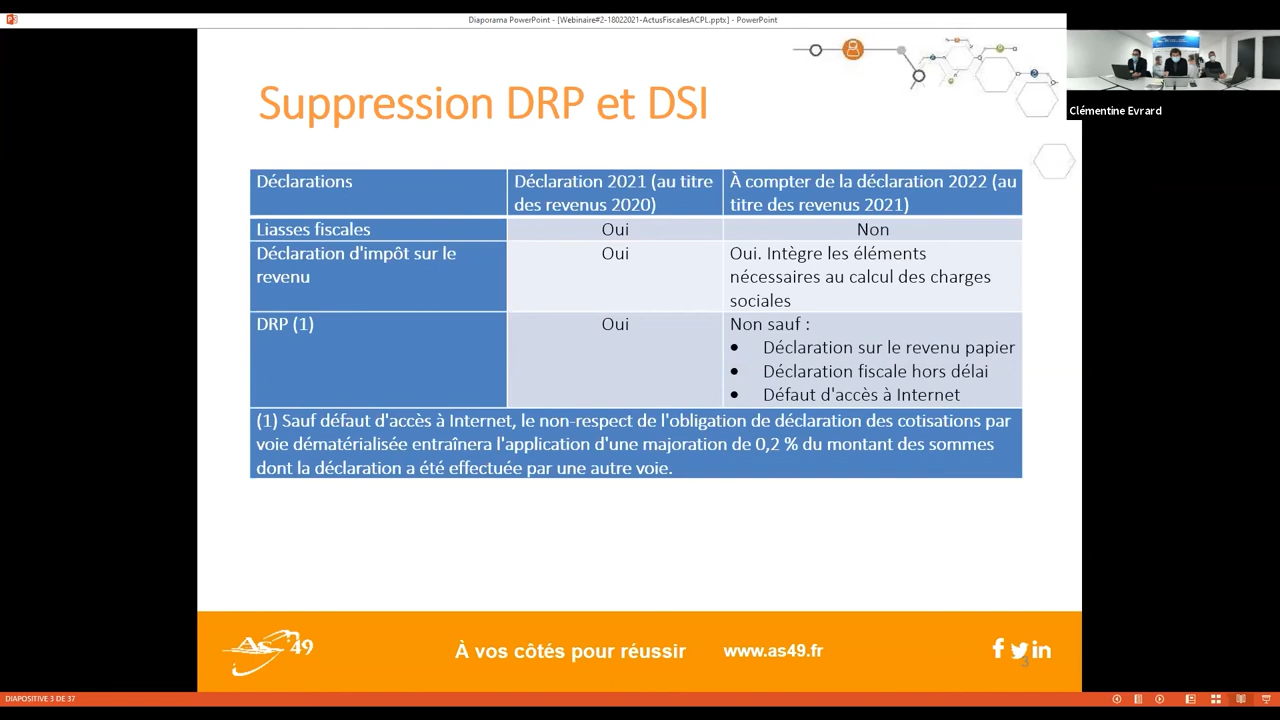 Diaporama PowerPoint - [Webinaire#2-18022021-ActusFiscalesACPL.pptx] - PowerPoint
Clémentine Evrard
Suppression DRP et DSI
Déclarations
Déclaration 2021 (au titre
des revenus 2020)
À compter de la déclaration 2022 (au
titre des revenus 2021)
Liasses fiscales
Oui
Non
Déclaration d'impôt sur le
revenu
Oui
Oui. Intègre les éléments
nécessaires au calcul des charges
sociales
DRP (1)
Oui
Non sauf :
• Déclaration sur le revenu papier
• Déclaration fiscale hors délai
• Défaut d'accès à Internet
(1) Sauf défaut d'accès à Internet, le non-respect de l'obligation de déclaration des cotisations par
voie dématérialisée entraînera l'application d'une majoration de 0,2 % du montant des sommes
dont la déclaration a été effectuée par une autre voie.
As 49
À vos côtés pour réussir
www.as49.fr
3
DIAPOSITIVE 3 DE 37